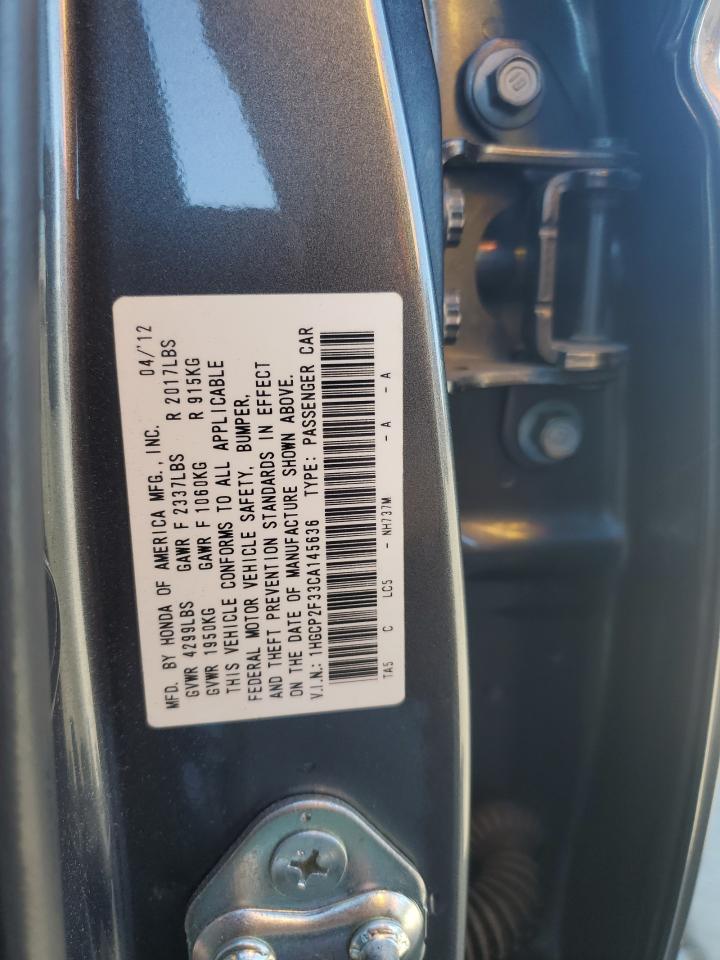 MFD. BY HONDA OF AMERICA MFG., INC. 04/'12
GVWR 4299LBS GAWR F 2337LBS R 2017LBS
GVWR 1950KG GAWR F 1060KG R 915KG
THIS VEHICLE CONFORMS TO ALL APPLICABLE
FEDERAL MOTOR VEHICLE SAFETY, BUMPER,
AND THEFT PREVENTION STANDARDS IN EFFECT
ON THE DATE OF MANUFACTURE SHOWN ABOVE.
V.I.N.: 1HGCP2F33CA145636 TYPE: PASSENGER CAR
TA5 C LC5 - NH737M - A - A